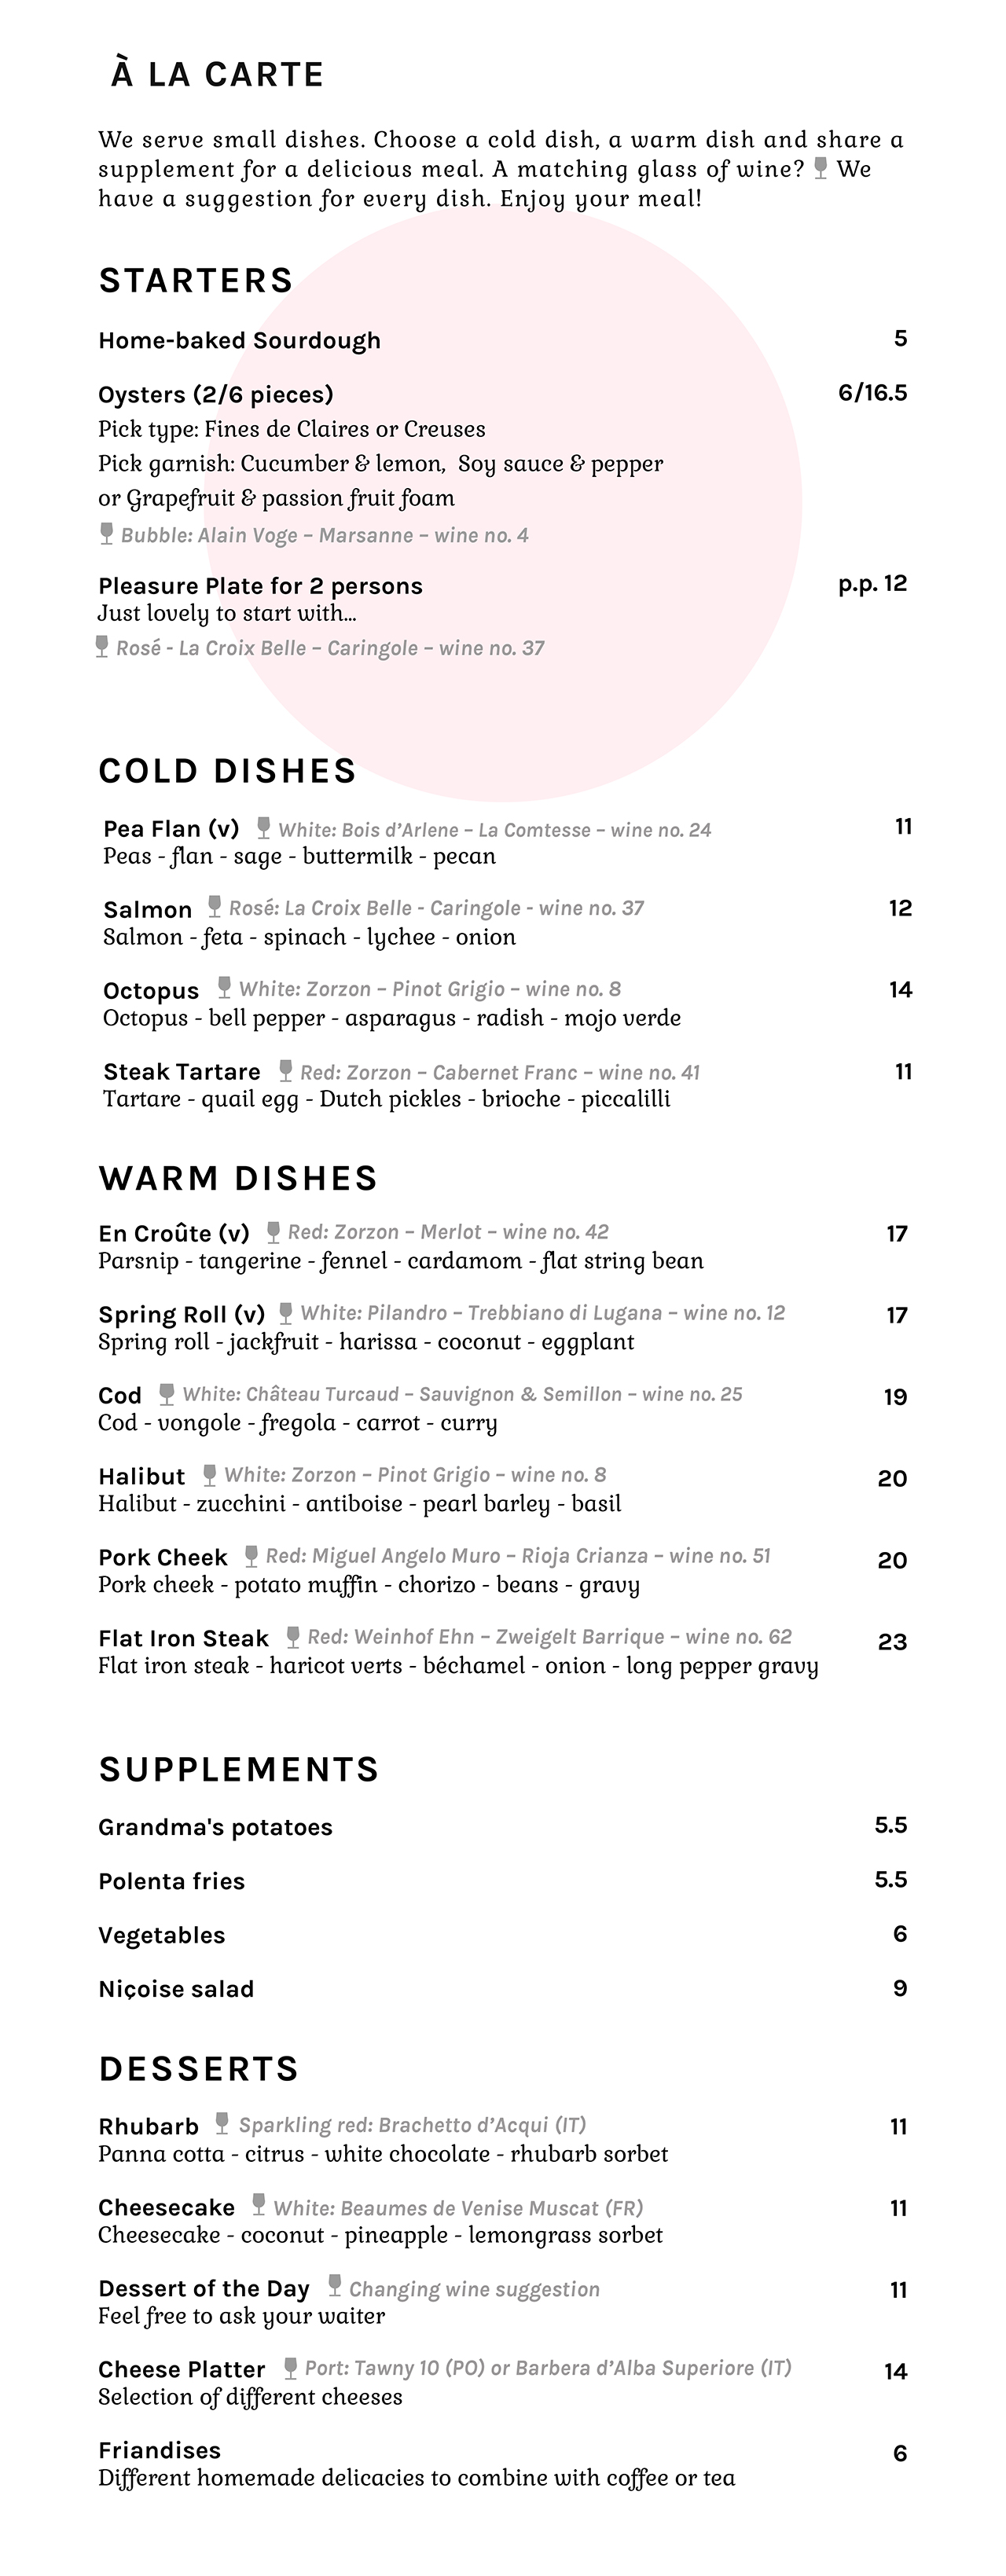 À LA CARTE
We serve small dishes. Choose a cold dish, a warm dish and share a
supplement for a delicious meal. A matching glass of wine? We
have a suggestion for every dish. Enjoy your meal!
STARTERS
Home-baked Sourdough 5
Oysters (2/6 pieces) 6/16.5
Pick type: Fines de Claires or Creuses
Pick garnish: Cucumber & lemon, Soy sauce & pepper
or Grapefruit & passion fruit foam
Bubble: Alain Voge – Marsanne – wine no. 4
Pleasure Plate for 2 persons p.p. 12
Just lovely to start with...
Rosé - La Croix Belle – Caringole – wine no. 37
COLD DISHES
Pea Flan (v) White: Bois d’Arlene – La Comtesse – wine no. 24 11
Peas - flan - sage - buttermilk - pecan
Salmon Rosé: La Croix Belle - Caringole - wine no. 37 12
Salmon - feta - spinach - lychee - onion
Octopus White: Zorzon – Pinot Grigio – wine no. 8 14
Octopus - bell pepper - asparagus - radish - mojo verde
Steak Tartare Red: Zorzon – Cabernet Franc – wine no. 41 11
Tartare - quail egg - Dutch pickles - brioche - piccalilli
WARM DISHES
En Croûte (v) Red: Zorzon – Merlot – wine no. 42 17
Parsnip - tangerine - fennel - cardamom - flat string bean
Spring Roll (v) White: Pilandro – Trebbiano di Lugana – wine no. 12 17
Spring roll - jackfruit - harissa - coconut - eggplant
Cod White: Château Turcaud – Sauvignon & Semillon – wine no. 25 19
Cod - vongole - fregola - carrot - curry
Halibut White: Zorzon – Pinot Grigio – wine no. 8 20
Halibut - zucchini - antiboise - pearl barley - basil
Pork Cheek Red: Miguel Angelo Muro – Rioja Crianza – wine no. 51 20
Pork cheek - potato muffin - chorizo - beans - gravy
Flat Iron Steak Red: Weinhof Ehn – Zweigelt Barrique – wine no. 62 23
Flat iron steak - haricot verts - béchamel - onion - long pepper gravy
SUPPLEMENTS
Grandma's potatoes 5.5
Polenta fries 5.5
Vegetables 6
Niçoise salad 9
DESSERTS
Rhubarb Sparkling red: Brachetto d’Acqui (IT) 11
Panna cotta - citrus - white chocolate - rhubarb sorbet
Cheesecake White: Beaumes de Venise Muscat (FR) 11
Cheesecake - coconut - pineapple - lemongrass sorbet
Dessert of the Day Changing wine suggestion 11
Feel free to ask your waiter
Cheese Platter Port: Tawny 10 (PO) or Barbera d’Alba Superiore (IT) 14
Selection of different cheeses
Friandises 6
Different homemade delicacies to combine with coffee or tea